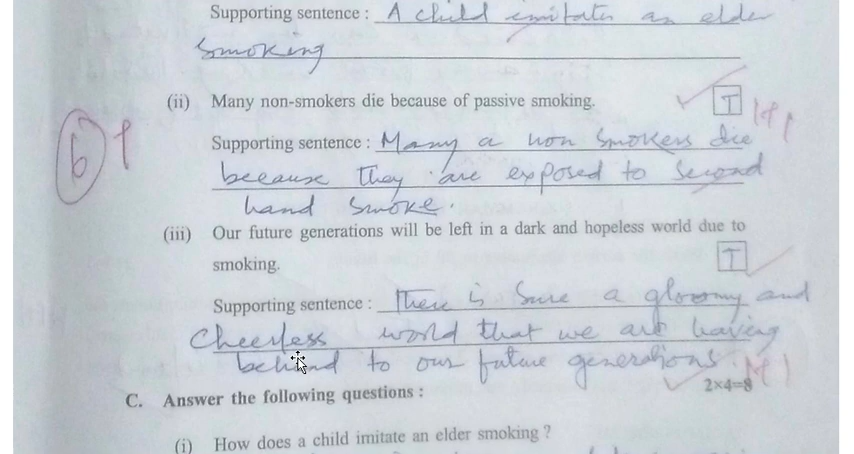 Supporting sentence : A child imitates an elder
smoking
(ii) Many non-smokers die because of passive smoking. T 1+1
Supporting sentence : Many a non smokers die
6
because they are exposed to second
hand smoke.
(iii) Our future generations will be left in a dark and hopeless world due to
smoking. T
Supporting sentence : There is sure a gloomy and
cheerless world that we are having
behind to our future generations.
2×4=8
C. Answer the following questions :
(i) How does a child imitate an elder smoking ?